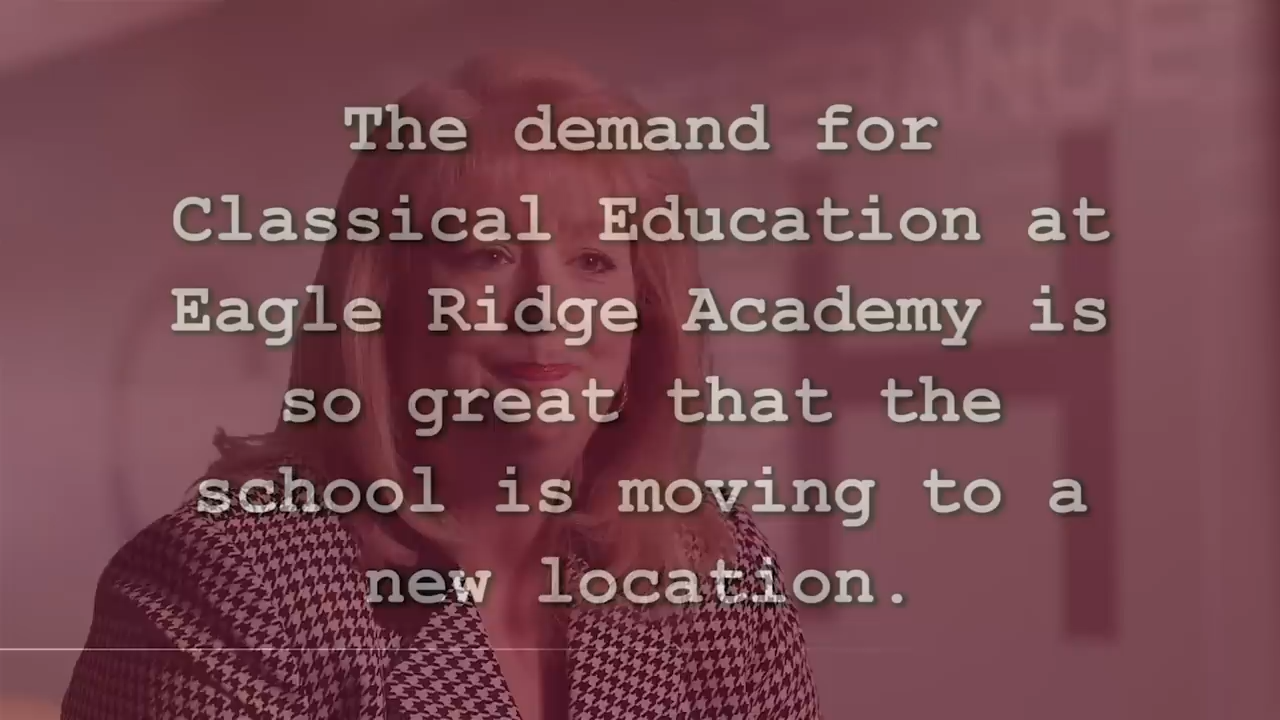 The demand for
Classical Education at
Eagle Ridge Academy is
so great that the
school is moving to a
new location.